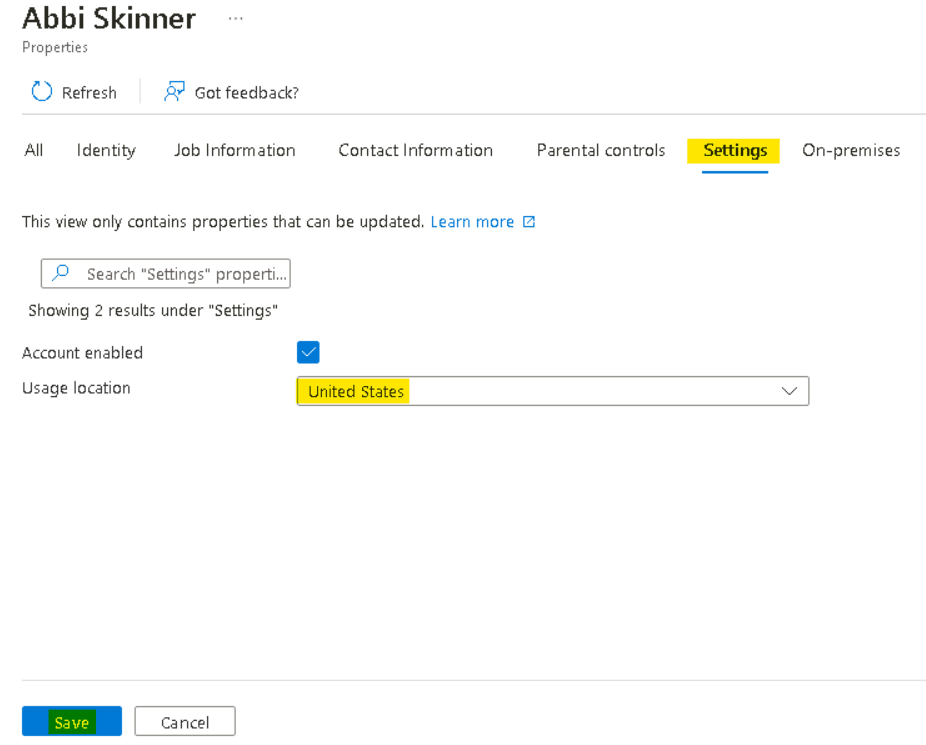 Abbi Skinner ...
Properties
Refresh Got feedback?
All Identity Job Information Contact Information Parental controls Settings On-premises
This view only contains properties that can be updated. Learn more
Search "Settings" properti...
Showing 2 results under "Settings"
Account enabled
Usage location United States
Save Cancel